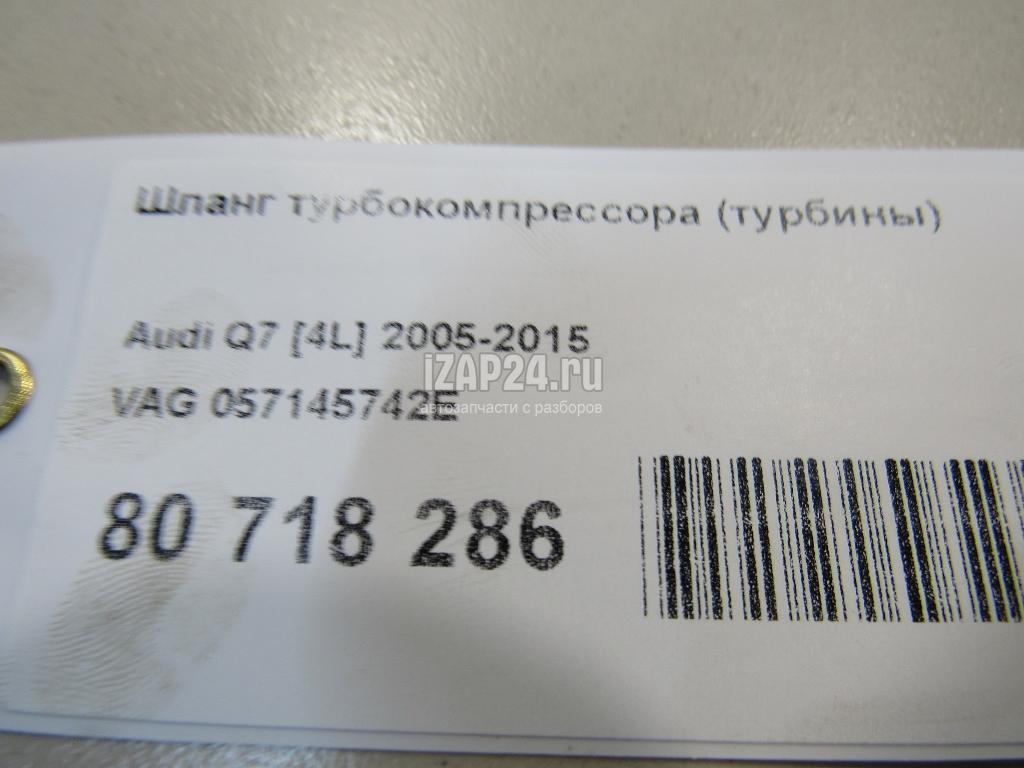 Шланг турбокомпрессора (турбины)
Audi Q7 [4L] 2005-2015
iZAP24.ru
VAG 057145742E
автозапчасти с разборов
80 718 286